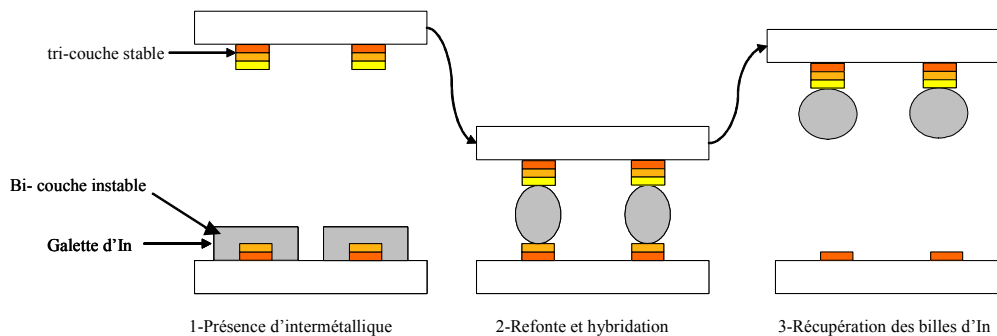 tri-couche stable
Bi- couche instable
Galette d'In
1-Présence d'intermétallique
2-Refonte et hybridation
3-Récupération des billes d'In